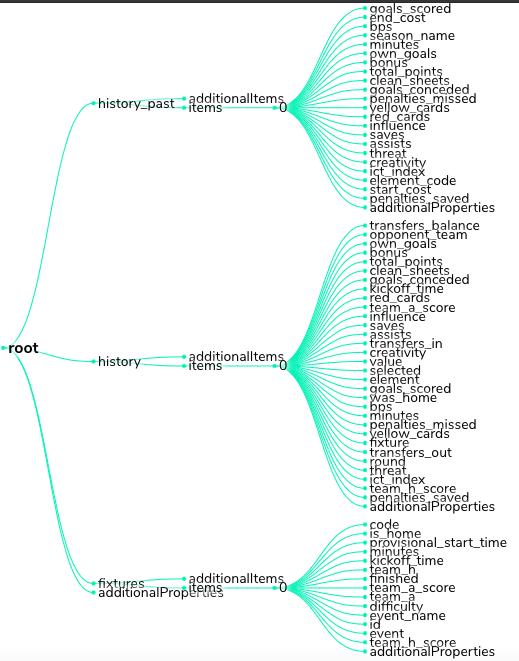 goals_scored
end_cost
bps
season_name
minutes
own_goals
bonus
total_points
clean_sheets
goals_conceded
penalties_missed
yellow_cards
red_cards
influence
saves
assists
threat
creativity
ict_index
element_code
start_cost
penalties_saved
additionalProperties
history_past
additionalItems
items
0
transfers_balance
opponent_team
own_goals
bonus
total_points
clean_sheets
goals_conceded
kickoff_time
red_cards
team_a_score
influence
saves
assists
transfers_in
creativity
value
selected
element
goals_scored
was_home
bps
minutes
penalties_missed
yellow_cards
fixture
transfers_out
round
threat
ict_index
team_h_score
penalties_saved
additionalProperties
root
history
additionalItems
items
0
code
is_home
provisional_start_time
minutes
kickoff_time
team_h
finished
team_a_score
team_a
difficulty
event_name
id
event
team_h_score
additionalProperties
fixtures
additionalItems
items
0
additionalProperties